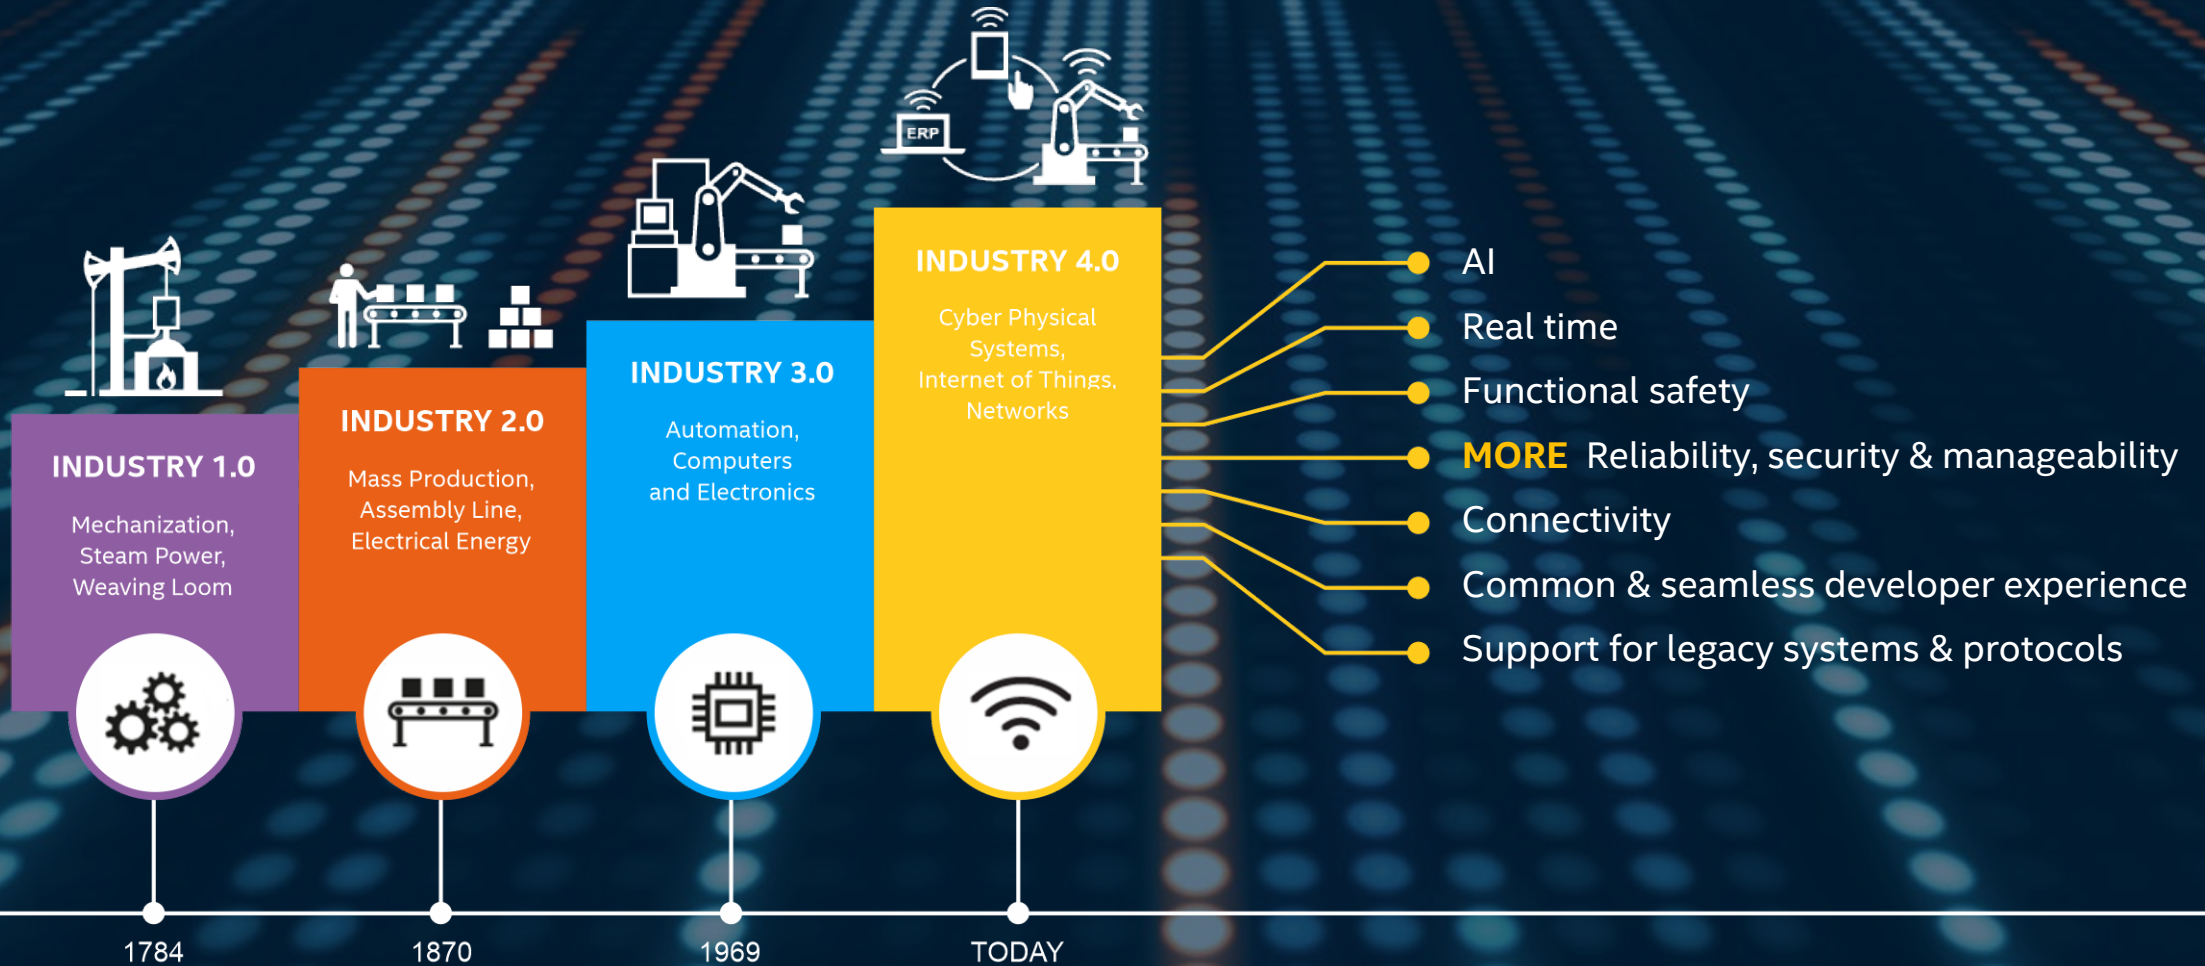 ERP
INDUSTRY 1.0
Mechanization,
Steam Power,
Weaving Loom
INDUSTRY 2.0
Mass Production,
Assembly Line,
Electrical Energy
INDUSTRY 3.0
Automation,
Computers
and Electronics
INDUSTRY 4.0
Cyber Physical
Systems,
Internet of Things,
Networks
AI
Real time
Functional safety
MORE Reliability, security & manageability
Connectivity
Common & seamless developer experience
Support for legacy systems & protocols
1784
1870
1969
TODAY